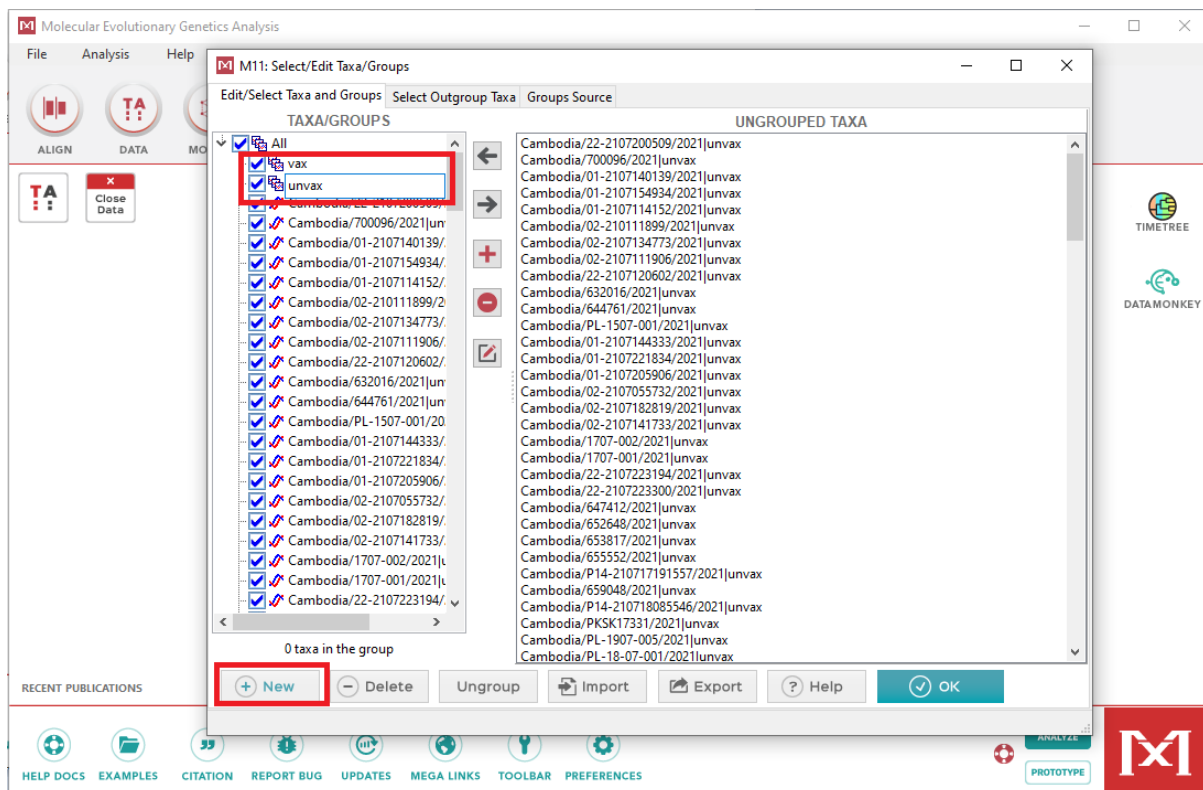 Molecular Evolutionary Genetics Analysis
File Analysis Help
M11: Select/Edit Taxa/Groups
Edit/Select Taxa and Groups Select Outgroup Taxa Groups Source
ALIGN
TA
DATA
MO
TA
Close
Data
TAXA/GROUPS
All
vax
unvax
Cambodia/22-2107200509/.
Cambodia/700096/2021|un
Cambodia/01-2107140139/.
Cambodia/01-2107154934/.
Cambodia/01-2107114152/.
Cambodia/02-210111899/2
Cambodia/02-2107134773/.
Cambodia/02-2107111906/.
Cambodia/22-2107120602/.
Cambodia/632016/2021|un
Cambodia/644761/2021|un
Cambodia/PL-1507-001/20
Cambodia/01-2107144333/.
Cambodia/01-2107221834/.
Cambodia/01-2107205906/.
Cambodia/02-2107055732/.
Cambodia/02-2107182819/.
Cambodia/02-2107141733/.
Cambodia/1707-002/2021|u
Cambodia/1707-001/2021|u
Cambodia/22-2107223194/.
0 taxa in the group
UNGROUPED TAXA
Cambodia/22-2107200509/2021|unvax
Cambodia/700096/2021|unvax
Cambodia/01-2107140139/2021|unvax
Cambodia/01-2107154934/2021|unvax
Cambodia/01-2107114152/2021|unvax
Cambodia/02-210111899/2021|unvax
Cambodia/02-2107134773/2021|unvax
Cambodia/02-2107111906/2021|unvax
Cambodia/22-2107120602/2021|unvax
Cambodia/632016/2021|unvax
Cambodia/644761/2021|unvax
Cambodia/PL-1507-001/2021|unvax
Cambodia/01-2107144333/2021|unvax
Cambodia/01-2107221834/2021|unvax
Cambodia/01-2107205906/2021|unvax
Cambodia/02-2107055732/2021|unvax
Cambodia/02-2107182819/2021|unvax
Cambodia/02-2107141733/2021|unvax
Cambodia/1707-002/2021|unvax
Cambodia/1707-001/2021|unvax
Cambodia/22-2107223194/2021|unvax
Cambodia/22-2107223300/2021|unvax
Cambodia/647412/2021|unvax
Cambodia/652648/2021|unvax
Cambodia/653817/2021|unvax
Cambodia/655552/2021|unvax
Cambodia/P14-210717191557/2021|unvax
Cambodia/659048/2021|unvax
Cambodia/P14-210718085546/2021|unvax
Cambodia/PKSK17331/2021|unvax
Cambodia/PL-1907-005/2021|unvax
Cambodia/PL-18-07-001/2021|unvax
TIMETREE
DATAMONKEY
New Delete Ungroup Import Export Help OK
RECENT PUBLICATIONS
HELP DOCS EXAMPLES CITATION REPORT BUG UPDATES MEGA LINKS TOOLBAR PREFERENCES
ANALYZE
PROTOTYPE